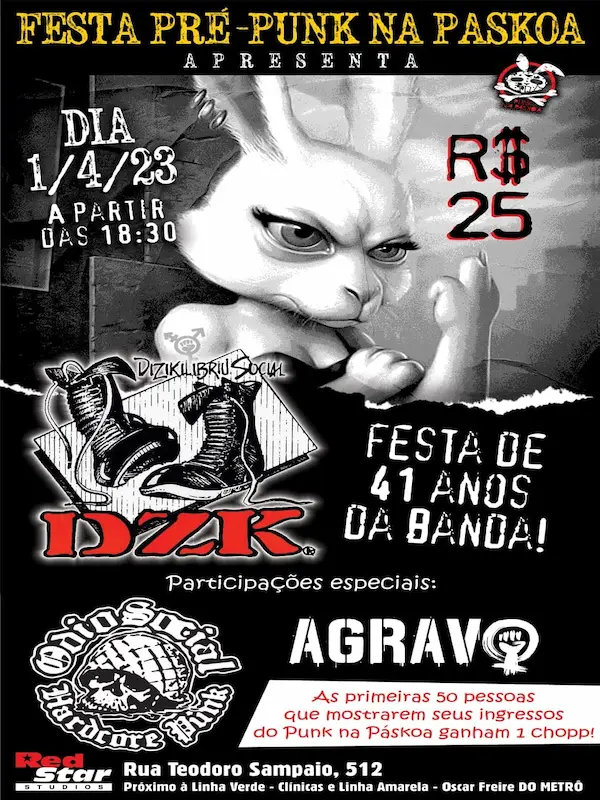 FESTA PRÉ-PUNK NA PASKOA
APRESENTA
DIA
1/4/23
A PARTIR
DAS 18:30
R$
25
DIZIKILIBRIUSOCIAL
DZK
FESTA DE
41 ANOS
DA BANDA!
Participações especiais:
Odio Social
Hardcore Punk
AGRAVO
As primeiras 50 pessoas
que mostrarem seus ingressos
do Punk na Páskoa ganham 1 chopp!
Red
Star
STUDIOS
Rua Teodoro Sampaio, 512
Próximo à Linha Verde - Clínicas e Linha Amarela - Oscar Freire DO METRÔ